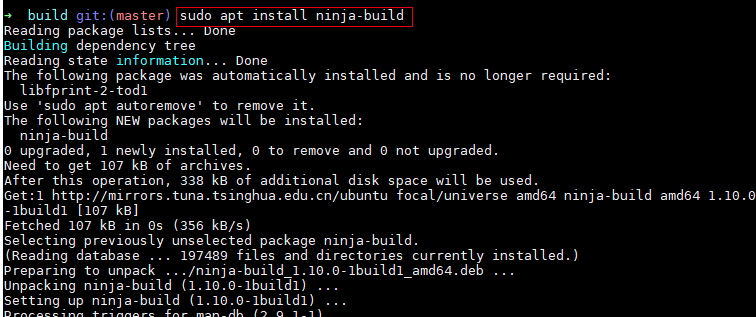 ➜  build git:(master) sudo apt install ninja-build
Reading package lists... Done
Building dependency tree
Reading state information... Done
The following package was automatically installed and is no longer required:
  libfprint-2-tod1
Use 'sudo apt autoremove' to remove it.
The following NEW packages will be installed:
  ninja-build
0 upgraded, 1 newly installed, 0 to remove and 0 not upgraded.
Need to get 107 kB of archives.
After this operation, 338 kB of additional disk space will be used.
Get:1 http://mirrors.tuna.tsinghua.edu.cn/ubuntu focal/universe amd64 ninja-build amd64 1.10.0
-1build1 [107 kB]
Fetched 107 kB in 0s (356 kB/s)
Selecting previously unselected package ninja-build.
(Reading database ... 197489 files and directories currently installed.)
Preparing to unpack .../ninja-build_1.10.0-1build1_amd64.deb ...
Unpacking ninja-build (1.10.0-1build1) ...
Setting up ninja-build (1.10.0-1build1) ...
Processing triggers for man-db (2.9.1-1)